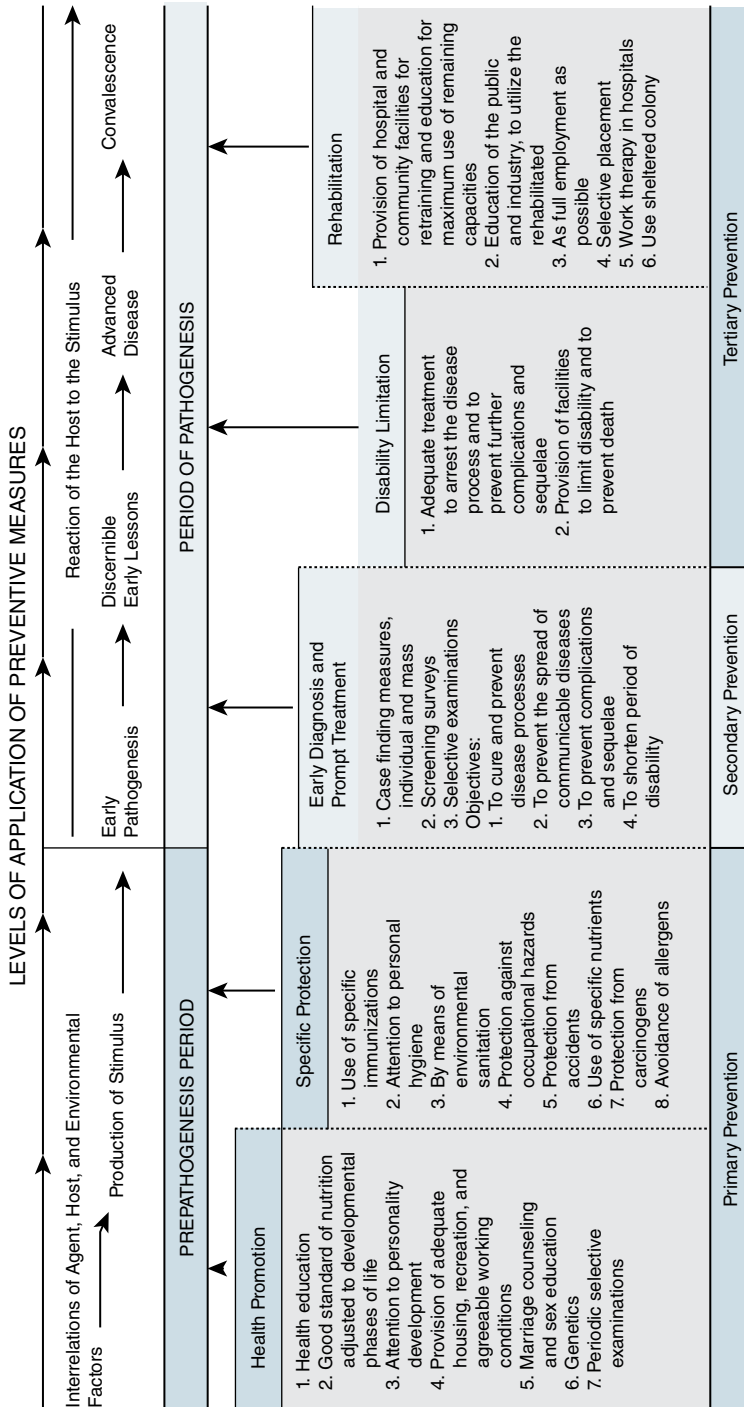 LEVELS OF APPLICATION OF PREVENTIVE MEASURES
Interrelations of Agent, Host, and Environmental
Factors
Production of Stimulus
Reaction of the Host to the Stimulus
Early
Pathogenesis
Discernible
Early Lessons
Advanced
Disease
Convalescence
PREPATHOGENESIS PERIOD
PERIOD OF PATHOGENESIS
Health Promotion
1. Health education
2. Good standard of nutrition
adjusted to developmental
phases of life
3. Attention to personality
development
4. Provision of adequate
housing, recreation, and
agreeable working
conditions
5. Marriage counseling
and sex education
6. Genetics
7. Periodic selective
examinations
Specific Protection
1. Use of specific
immunizations
2. Attention to personal
hygiene
3. By means of
environmental
sanitation
4. Protection against
occupational hazards
5. Protection from
accidents
6. Use of specific nutrients
7. Protection from
carcinogens
8. Avoidance of allergens
Early Diagnosis and
Prompt Treatment
1. Case finding measures,
individual and mass
2. Screening surveys
3. Selective examinations
Objectives:
1. To cure and prevent
disease processes
2. To prevent the spread of
communicable diseases
3. To prevent complications
and sequelae
4. To shorten period of
disability
Disability Limitation
1. Adequate treatment
to arrest the disease
process and to
prevent further
complications and
sequelae
2. Provision of facilities
to limit disability and to
prevent death
Rehabilitation
1. Provision of hospital and
community facilities for
retraining and education for
maximum use of remaining
capacities
2. Education of the public
and industry, to utilize the
rehabilitated
3. As full employment as
possible
4. Selective placement
5. Work therapy in hospitals
6. Use sheltered colony
Primary Prevention
Secondary Prevention
Tertiary Prevention